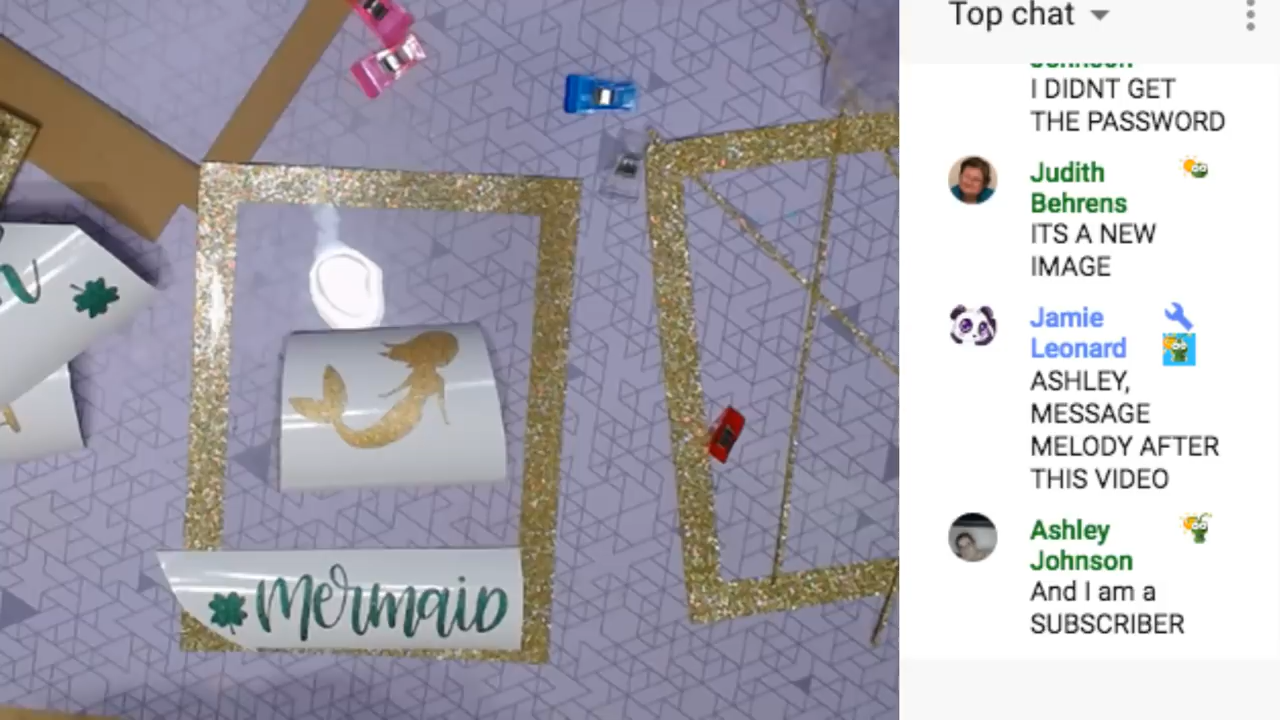 Top chat
Johnson
I DIDNT GET
THE PASSWORD
Judith
Behrens
ITS A NEW
IMAGE
Jamie
Leonard
ASHLEY,
MESSAGE
MELODY AFTER
THIS VIDEO
Ashley
Johnson
And I am a
SUBSCRIBER
Mermaid